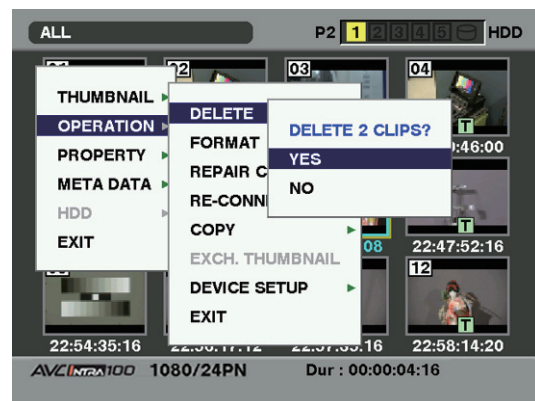 ALL P2 1 2 3 4 5 HDD
02 03 04
THUMBNAIL
OPERATION
PROPERTY
META DATA
HDD
EXIT
DELETE
FORMAT
REPAIR C
RE-CONN
COPY
EXCH. THUMBNAIL
DEVICE SETUP
EXIT
DELETE 2 CLIPS?
YES
NO
T
:46:00
T
08 22:47:52:16
12
T
22:54:35:16 22:58:14:20
AVC INTRA 100 1080/24PN Dur : 00:00:04:16